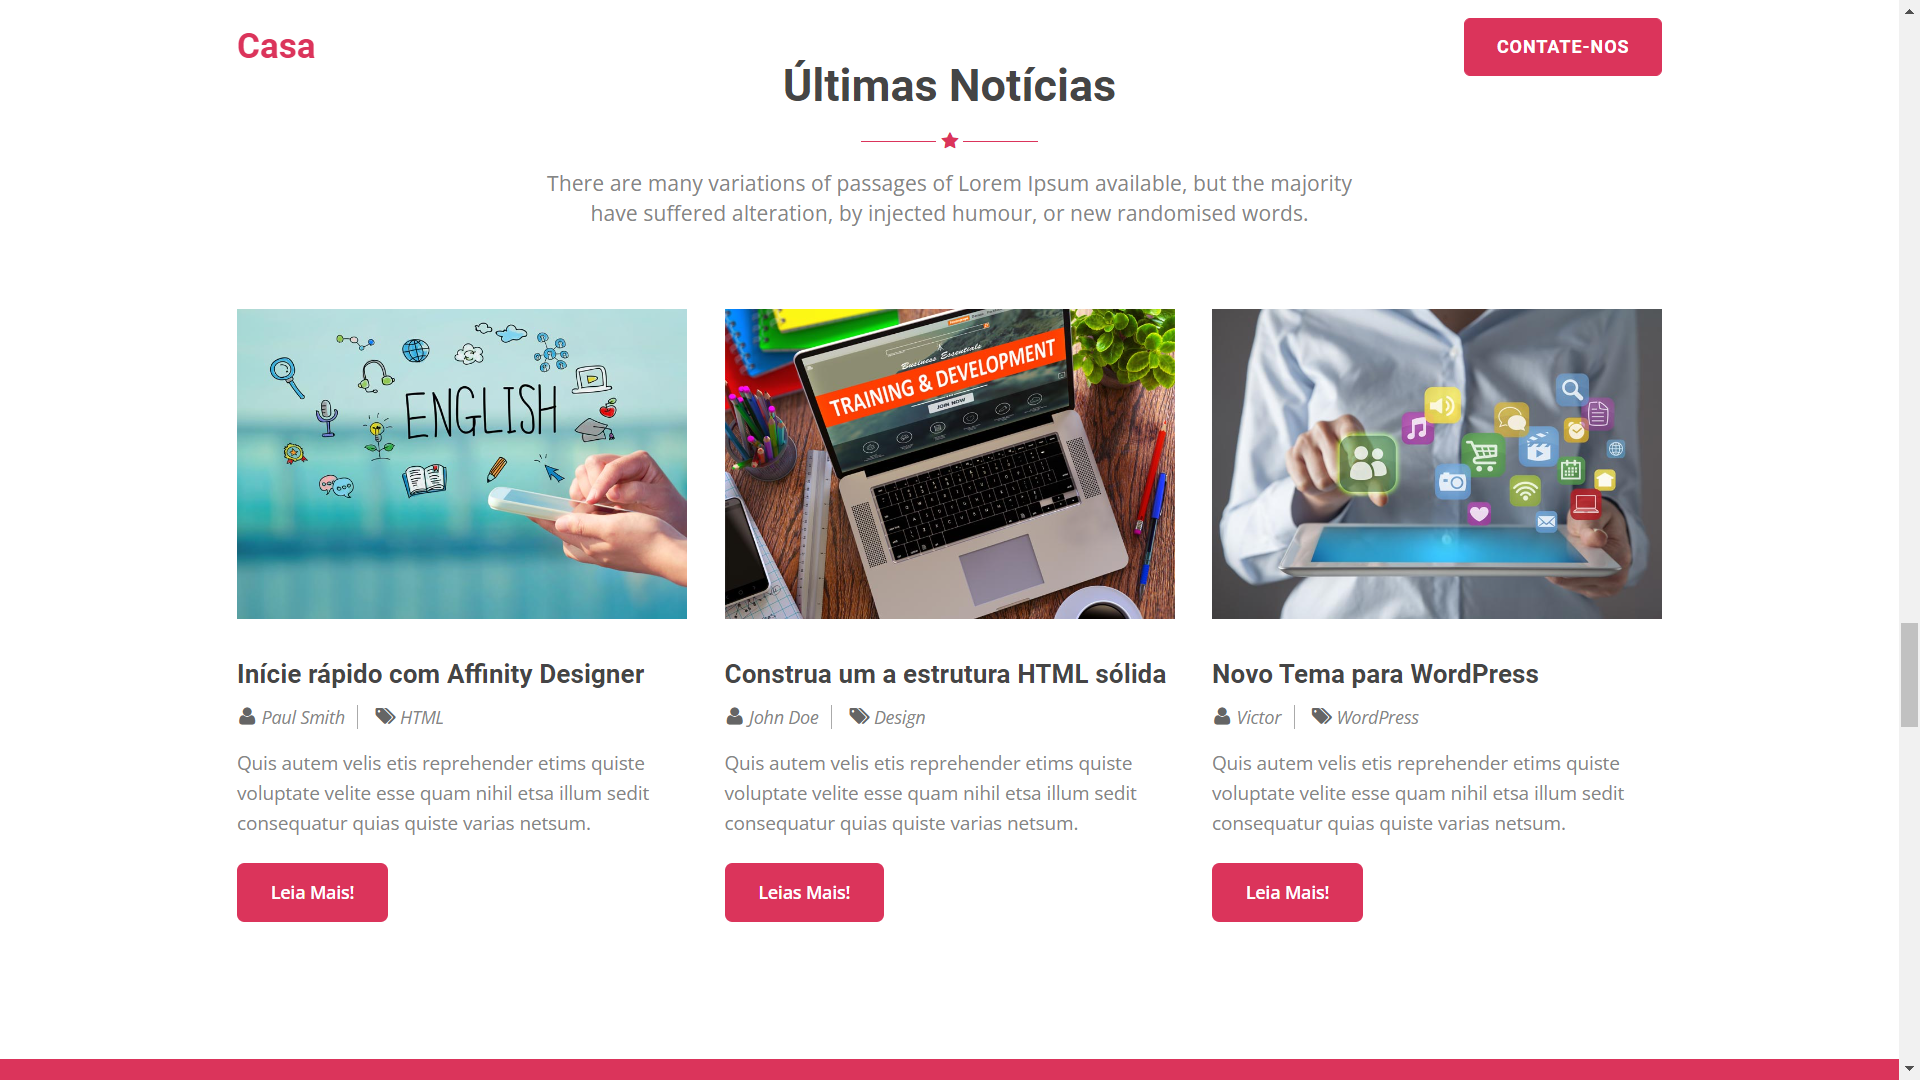 Casa
CONTATE-NOS
Últimas Notícias
There are many variations of passages of Lorem Ipsum available, but the majority
have suffered alteration, by injected humour, or new randomised words.
ENGLISH
Business Essentials
TRAINING & DEVELOPMENT
JOIN NOW
Início rápido com Affinity Designer
Paul Smith
HTML
Quis autem velis etis reprehender etims quiste
voluptate velite esse quam nihil etsa illum sedit
consequatur quias quiste varias netsum.
Leia Mais!
Construa um a estrutura HTML sólida
John Doe
Design
Quis autem velis etis reprehender etims quiste
voluptate velite esse quam nihil etsa illum sedit
consequatur quias quiste varias netsum.
Leias Mais!
Novo Tema para WordPress
Victor
WordPress
Quis autem velis etis reprehender etims quiste
voluptate velite esse quam nihil etsa illum sedit
consequatur quias quiste varias netsum.
Leia Mais!